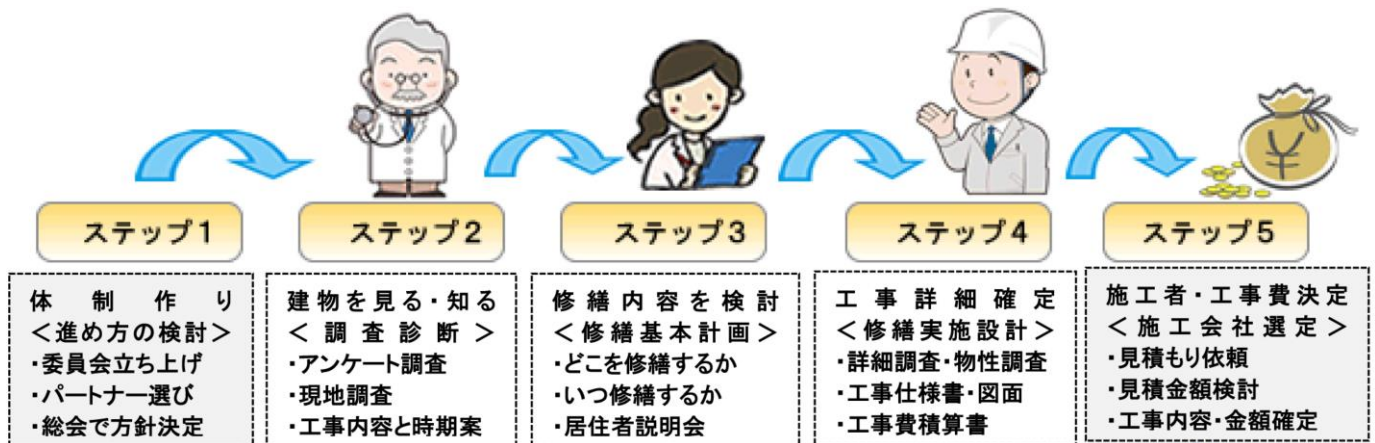 ステップ1
体制作り
<進め方の検討>
・委員会立ち上げ
・パートナー選び
・総会で方針決定
ステップ2
建物を見る・知る
<調査診断>
・アンケート調査
・現地調査
・工事内容と時期案
ステップ3
修繕内容を検討
<修繕基本計画>
・どこを修繕するか
・いつ修繕するか
・居住者説明会
ステップ4
工事詳細確定
<修繕実施設計>
・詳細調査・物性調査
・工事仕様書・図面
・工事費積算書
¥
ステップ5
施工者・工事費決定
<施工会社選定>
・見積もり依頼
・見積金額検討
・工事内容・金額確定